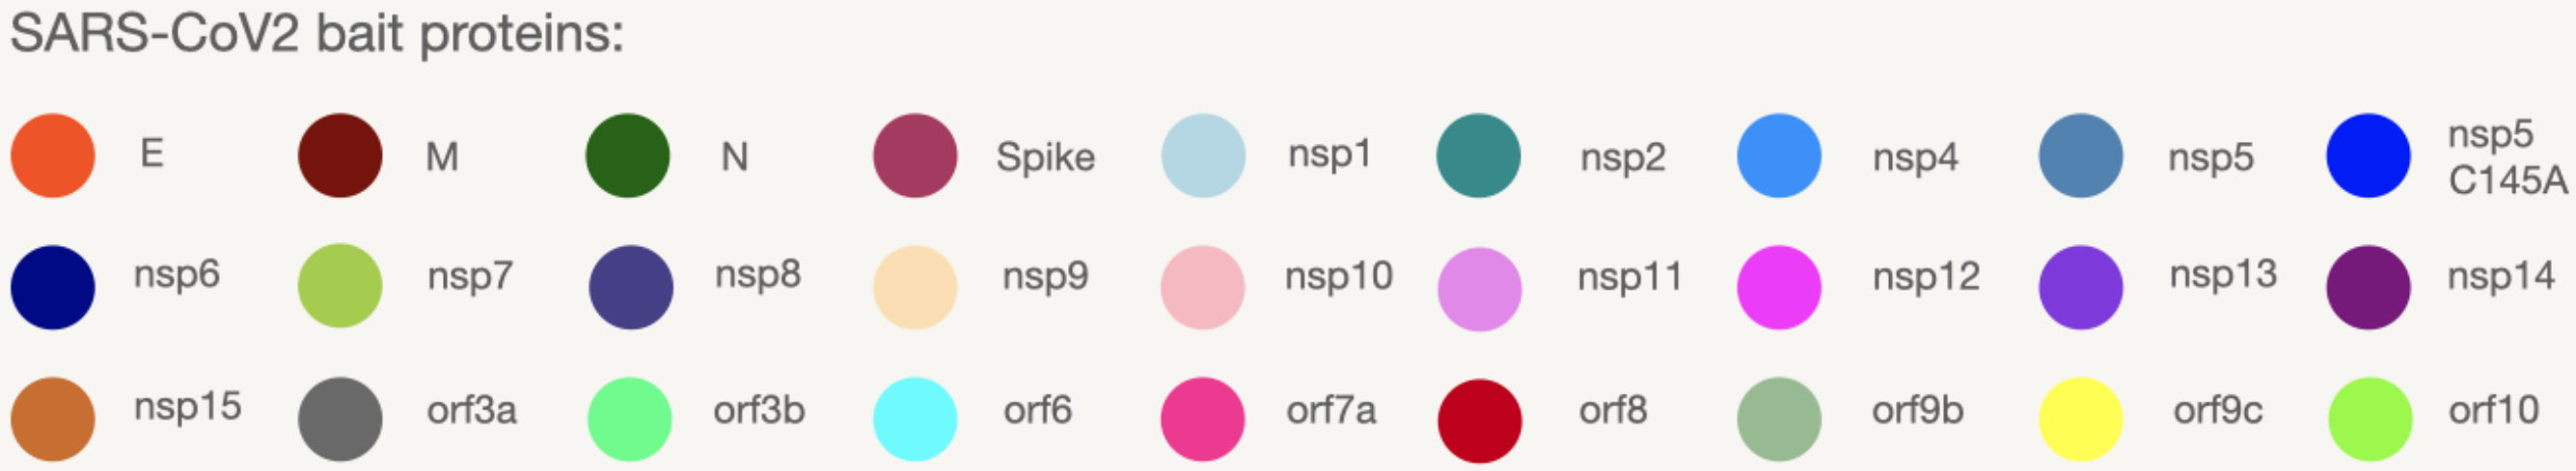 SARS-CoV2 bait proteins:
E M N Spike nsp1 nsp2 nsp4 nsp5 nsp5
C145A
nsp6 nsp7 nsp8 nsp9 nsp10 nsp11 nsp12 nsp13 nsp14
nsp15 orf3a orf3b orf6 orf7a orf8 orf9b orf9c orf10